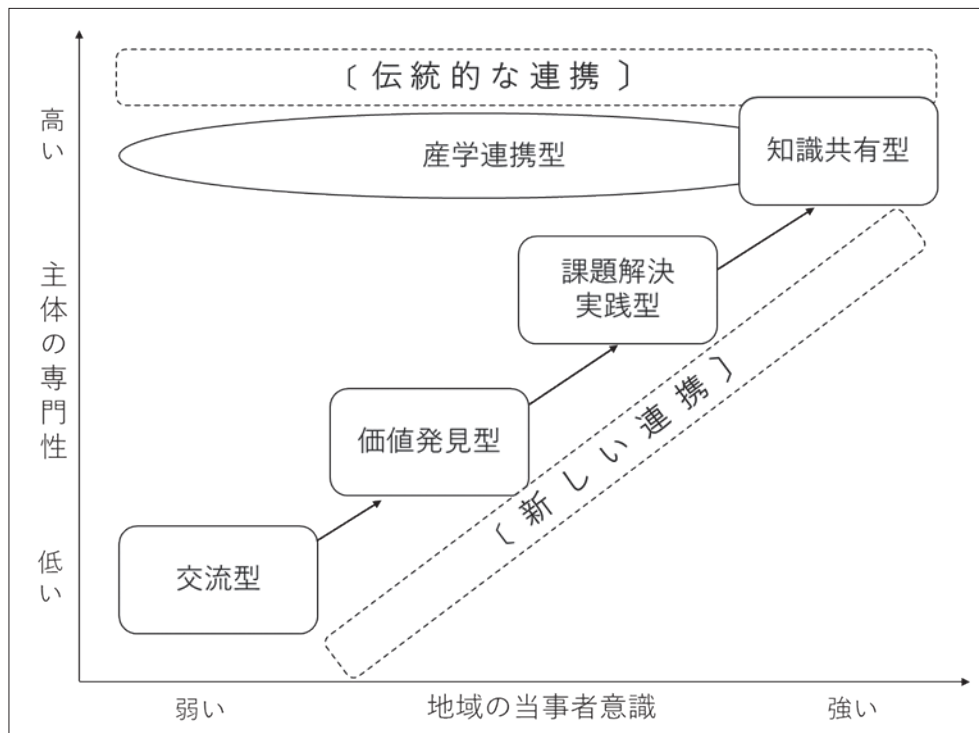 〔伝統的な連携〕
高い
産学連携型
知識共有型
課題解決
実践型
主体の専門性
〔新しい連携〕
価値発見型
低い
交流型
弱い
地域の当事者意識
強い